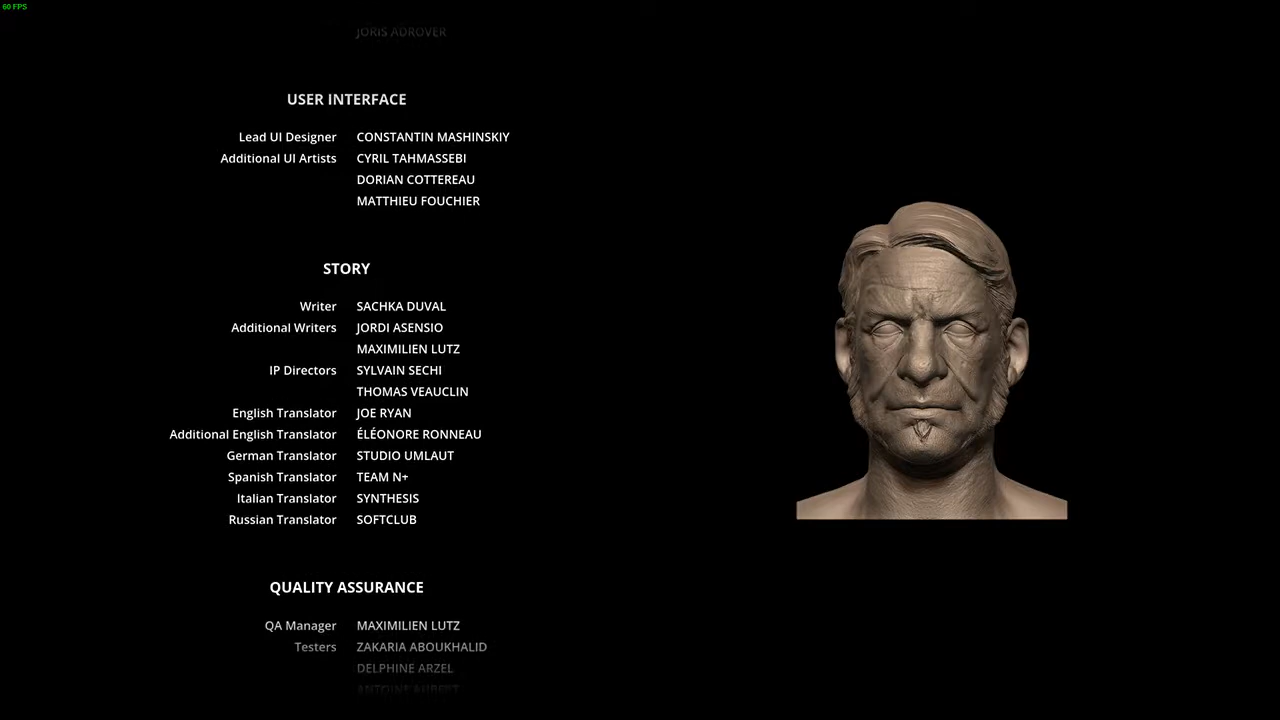 60 FPS
JORIS ADROVER
USER INTERFACE
Lead UI Designer CONSTANTIN MASHINSKIY
Additional UI Artists CYRIL TAHMASSEBI
DORIAN COTTEREAU
MATTHIEU FOUCHIER
STORY
Writer SACHKA DUVAL
Additional Writers JORDI ASENSIO
MAXIMILIEN LUTZ
IP Directors SYLVAIN SECHI
THOMAS VEAUCLIN
English Translator JOE RYAN
Additional English Translator ÉLÉONORE RONNEAU
German Translator STUDIO UMLAUT
Spanish Translator TEAM N+
Italian Translator SYNTHESIS
Russian Translator SOFTCLUB
QUALITY ASSURANCE
QA Manager MAXIMILIEN LUTZ
Testers ZAKARIA ABOUKHALID
DELPHINE ARZEL
ANTOINE AUBERT